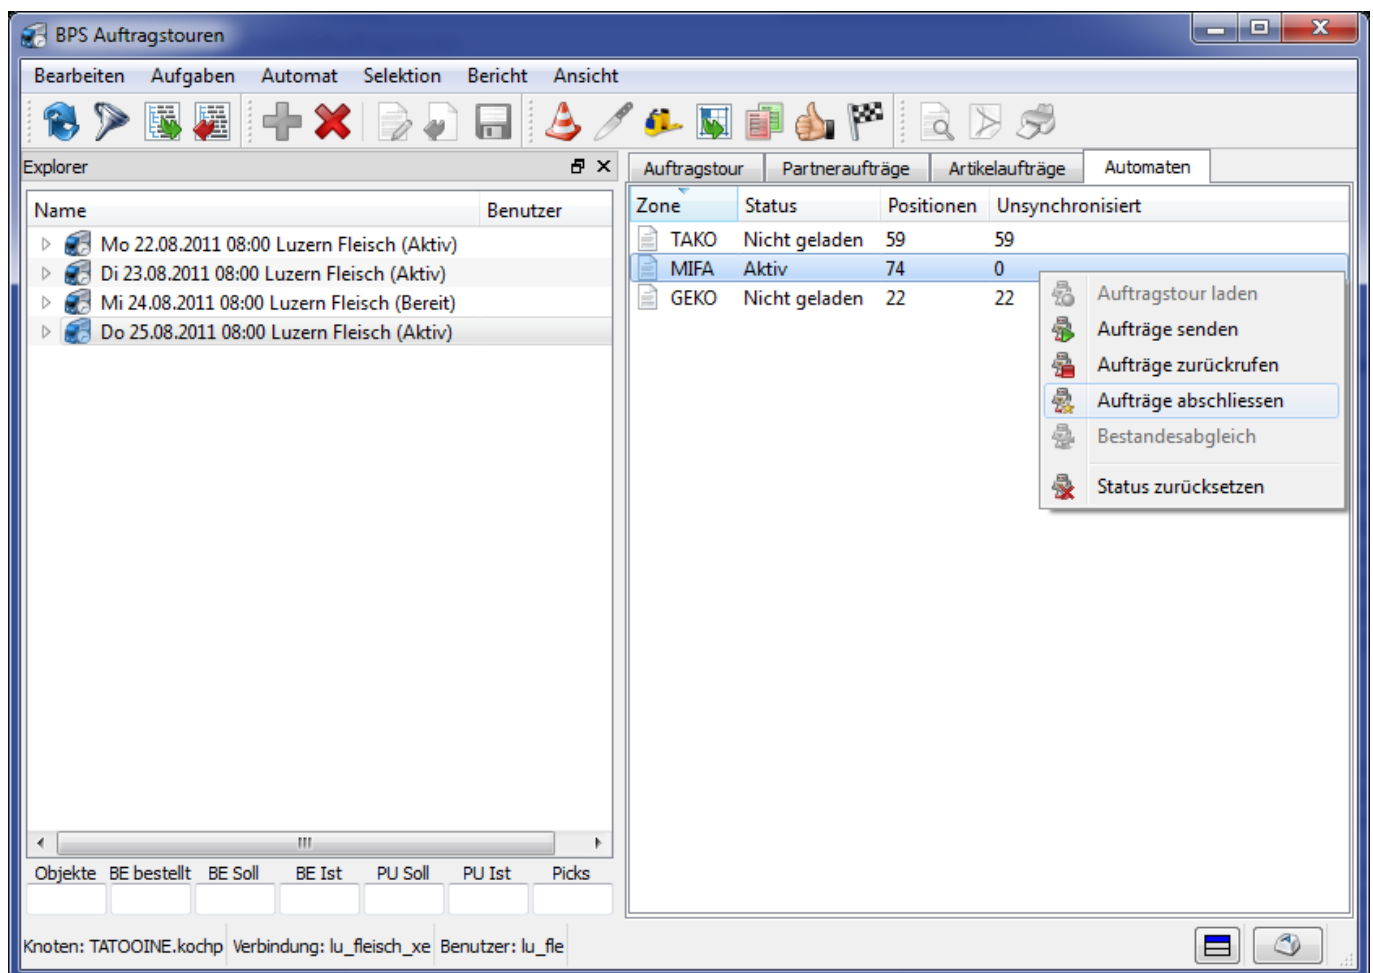 BPS Auftragstouren
Bearbeiten Aufgaben Automat Selektion Bericht Ansicht
Explorer
Name Benutzer
Mo 22.08.2011 08:00 Luzern Fleisch (Aktiv)
Di 23.08.2011 08:00 Luzern Fleisch (Aktiv)
Mi 24.08.2011 08:00 Luzern Fleisch (Bereit)
Do 25.08.2011 08:00 Luzern Fleisch (Aktiv)
Objekte BE bestellt BE Soll BE Ist PU Soll PU Ist Picks
Auftragstour Partneraufträge Artikelaufträge Automaten
Zone Status Positionen Unsynchronisiert
TAKO Nicht geladen 59 59
MIFA Aktiv 74 0
GEKO Nicht geladen 22 22
Auftragstour laden
Aufträge senden
Aufträge zurückrufen
Aufträge abschliessen
Bestandesabgleich
Status zurücksetzen
Knoten: TATOOINE.kochp Verbindung: lu_fleisch_xe Benutzer: lu_fle